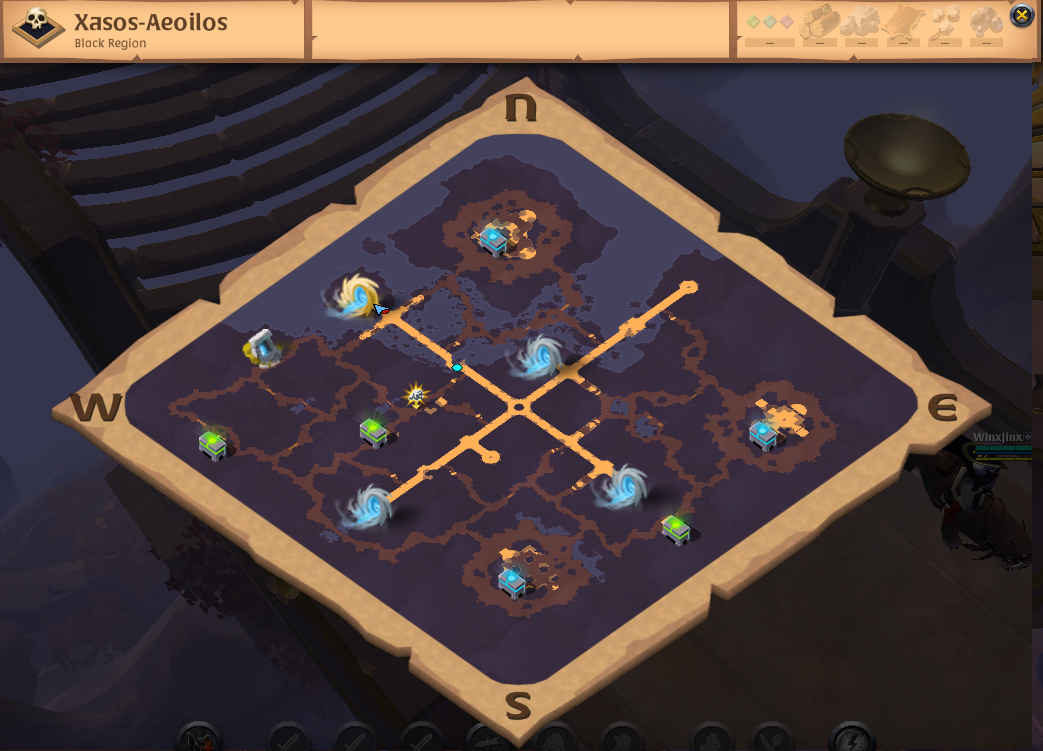 Xasos-Aeoilos
Black Region
-- -- -- -- -- --
N
W
E
WinxJinx
S